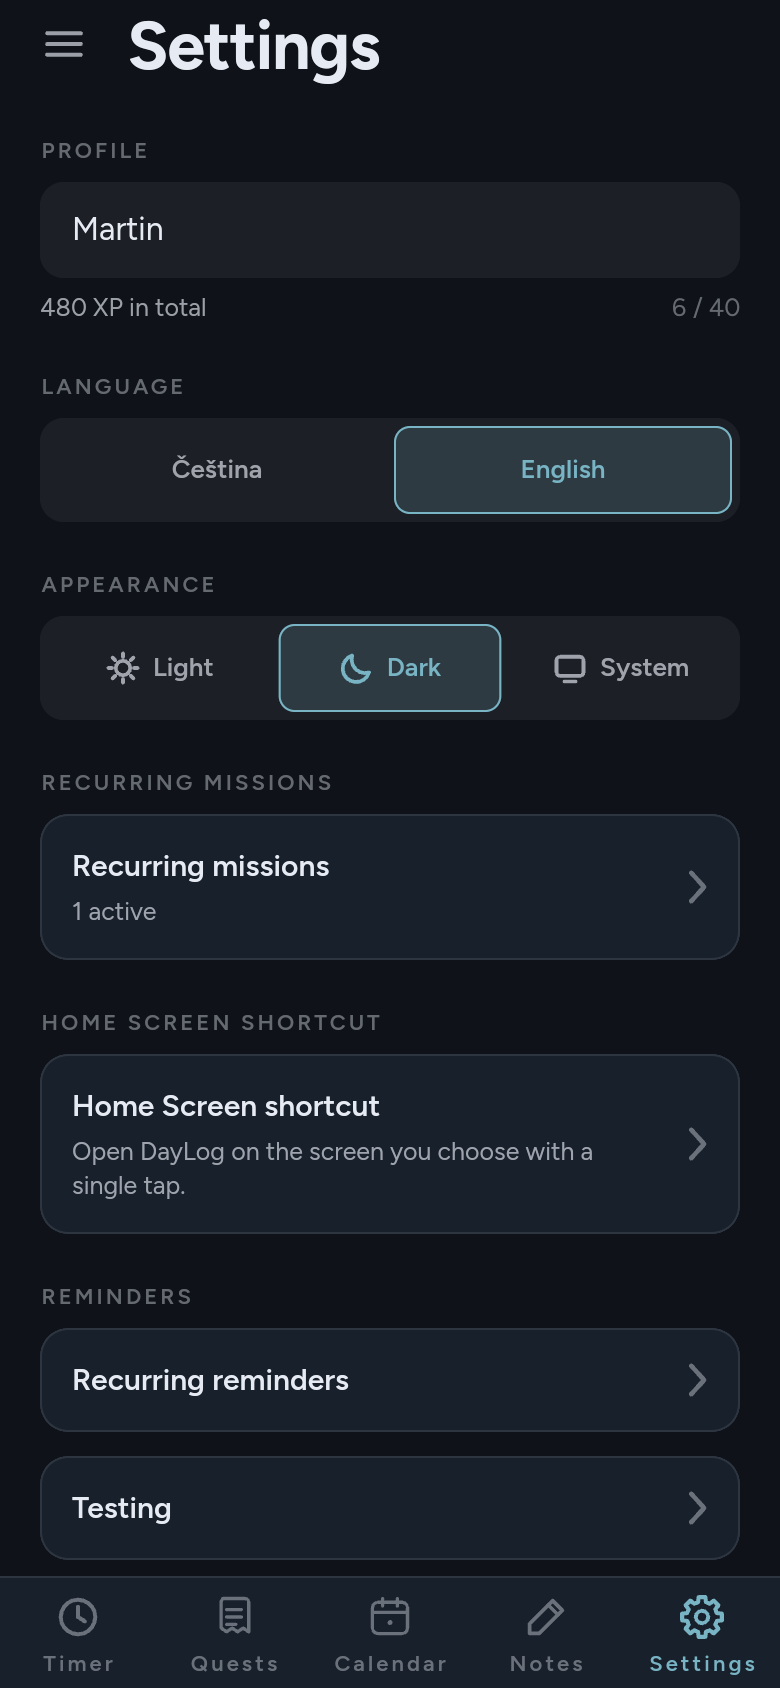 Settings
PROFILE
Martin
480 XP in total
6 / 40
LANGUAGE
Čeština
English
APPEARANCE
Light
Dark
System
RECURRING MISSIONS
Recurring missions
1 active
HOME SCREEN SHORTCUT
Home Screen shortcut
Open DayLog on the screen you choose with a
single tap.
REMINDERS
Recurring reminders
Testing
Timer
Quests
Calendar
Notes
Settings